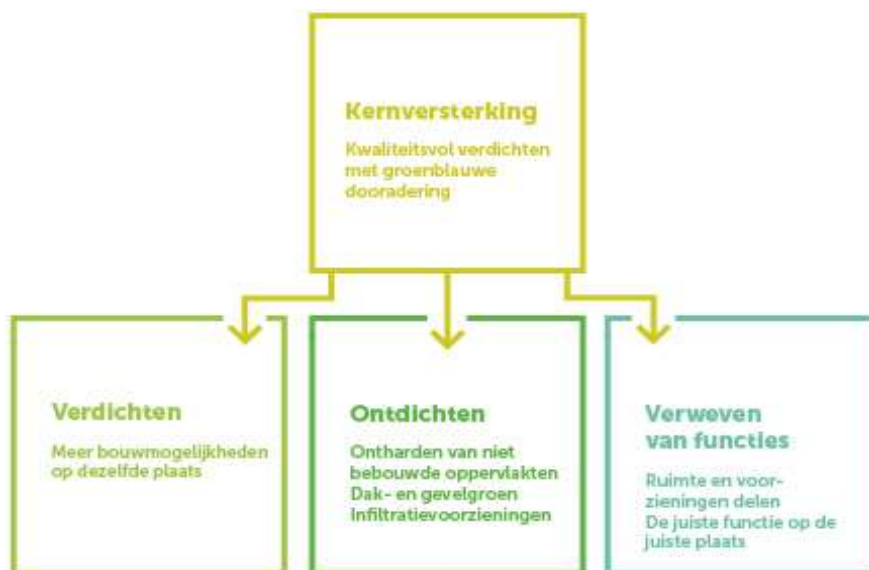 Kernversterking
Kwaliteitsvol verdichten
met groenblauwe
dooradering
Verdichten
Meer bouwmogelijkheden
op dezelfde plaats
Ontdichten
Ontharden van niet
bebouwde oppervlakten
Dak- en gevelgroen
Infiltratievoorzieningen
Verweven
van functies
Ruimte en voor-
zieningen delen
De juiste functie op de
juiste plaats